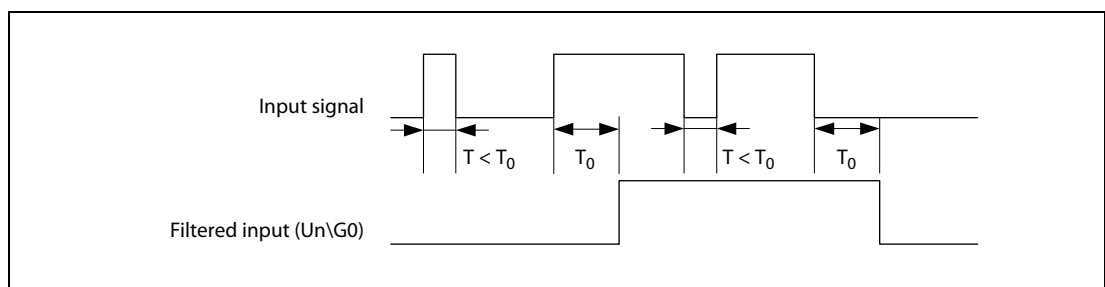 Input signal
T < T₀
T₀
T < T₀
T₀
Filtered input (Un\G0)